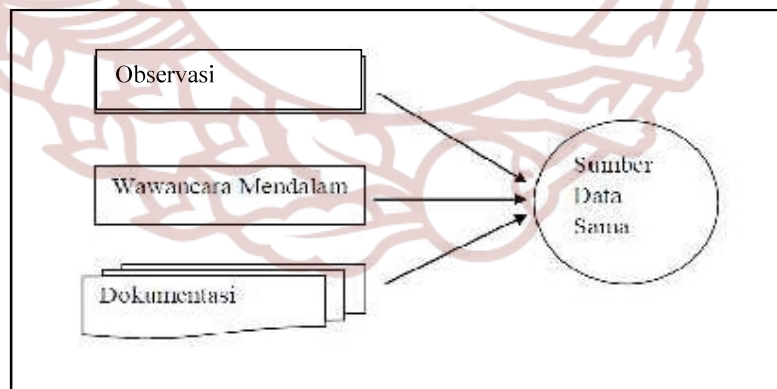 Observasi
Wawancara Mendalam
Dokumentasi
Sumber
Data
Sama